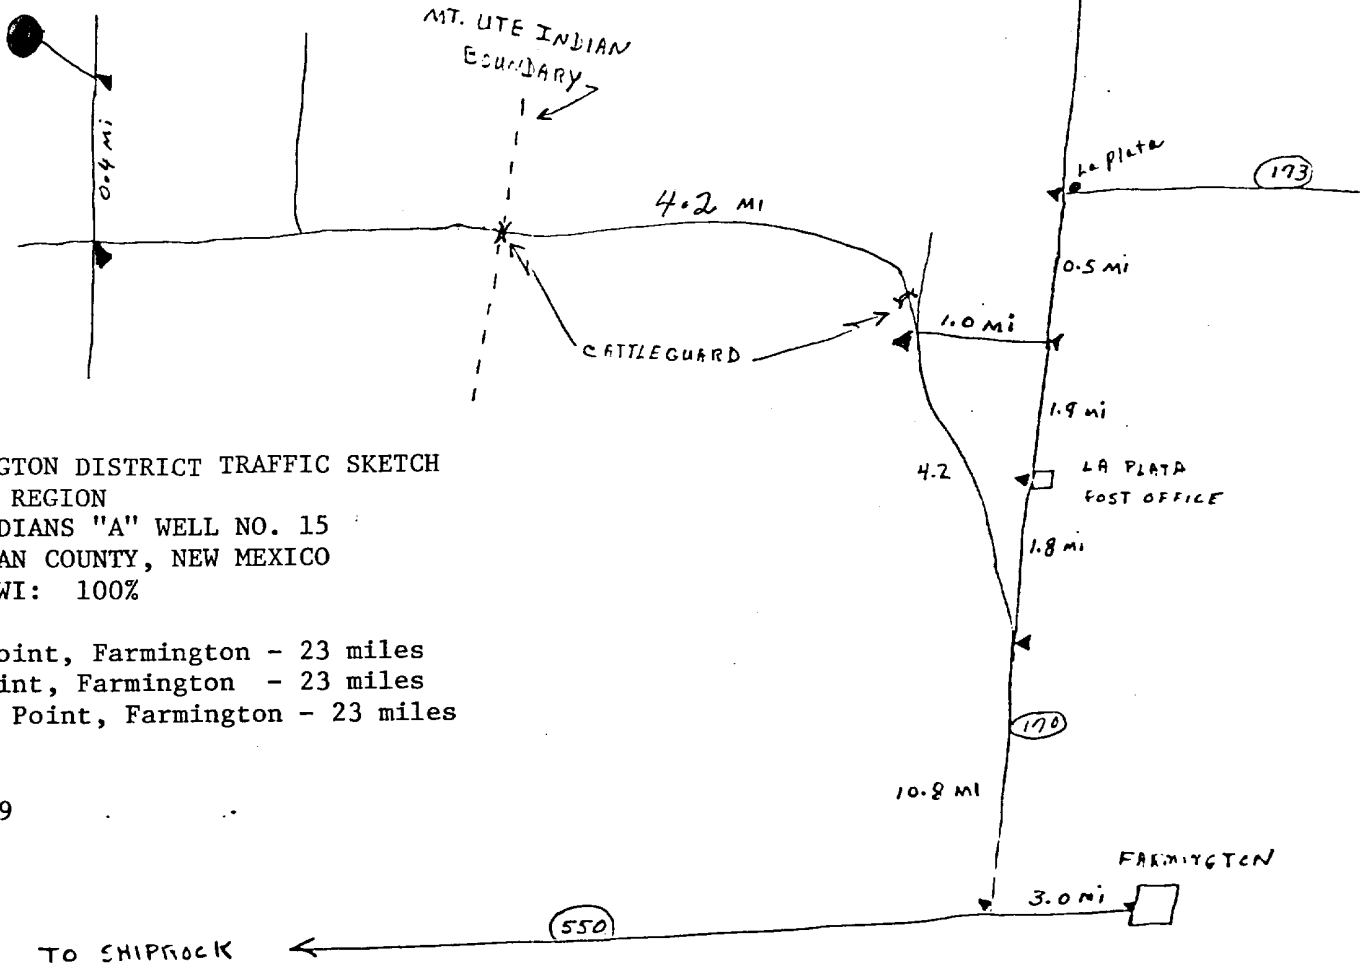 MT. UTE INDIAN
BOUNDARY
0.4 Mi
4.2 MI
La Plata
173
0.5 Mi
1.0 Mi
CATTLEGUARD
1.9 mi
4.2
LA PLATA
POST OFFICE
1.8 mi
GTON DISTRICT TRAFFIC SKETCH
REGION
DIANS "A" WELL NO. 15
AN COUNTY, NEW MEXICO
WI: 100%
oint, Farmington - 23 miles
int, Farmington - 23 miles
Point, Farmington - 23 miles
170
9
10.8 MI
FARMINGTON
3.0 Mi
550
TO SHIPROCK